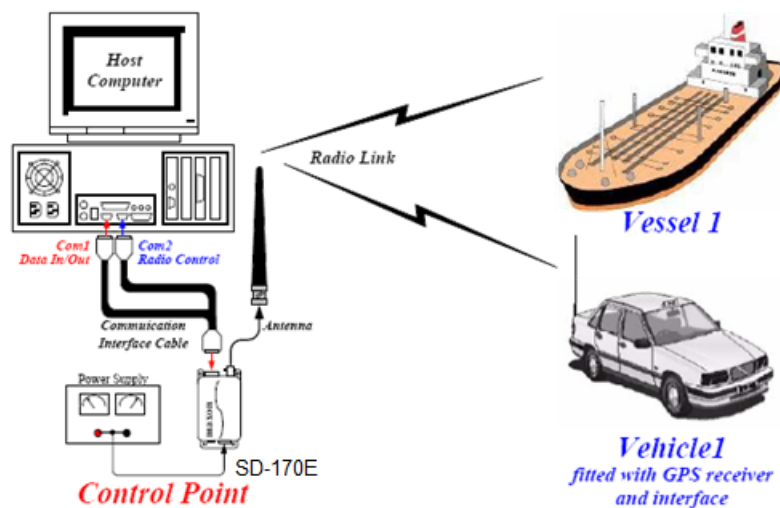 Host
Computer
Radio Link
Vessel 1
Com1
Data In/Out
Com2
Radio Control
Commuication
Interface Cable
Antenna
Power Supply
maxon
SD-170E
Control Point
Vehicle1
fitted with GPS receiver
and interface